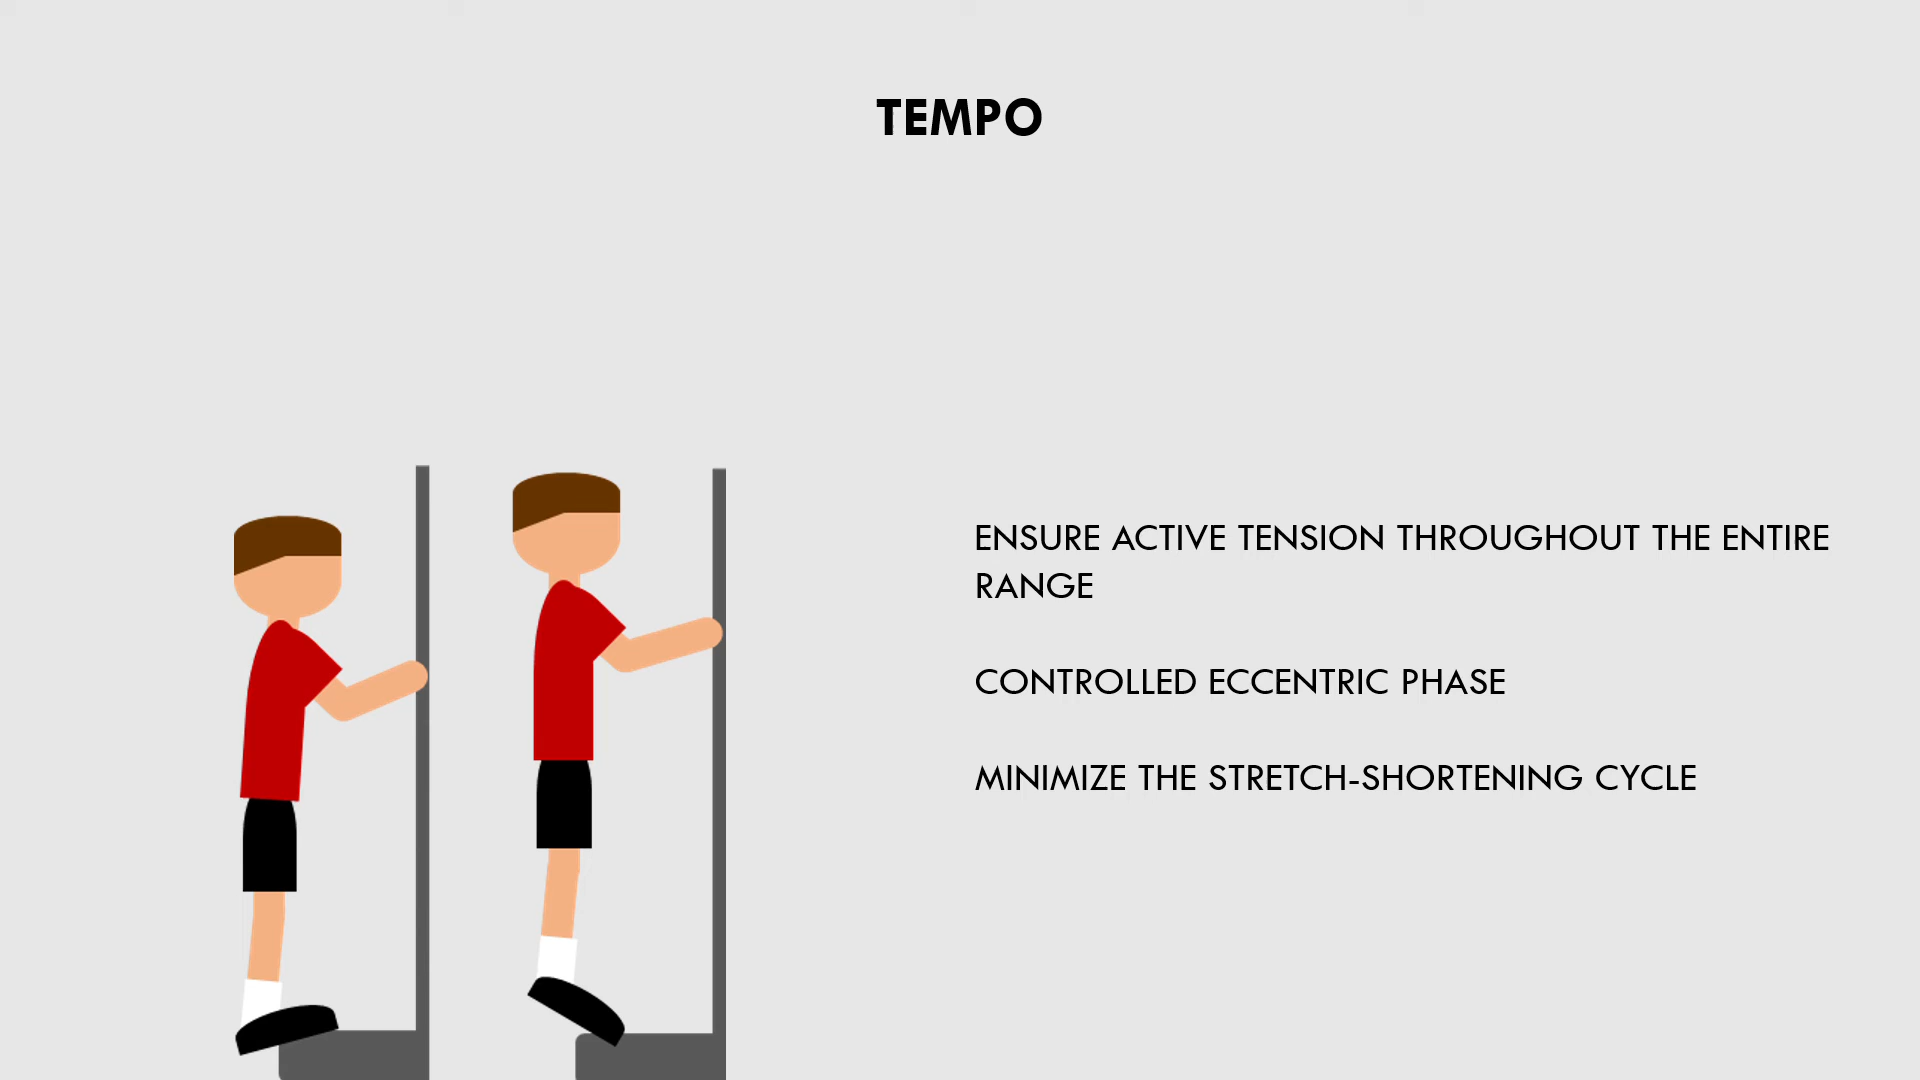 TEMPO
ENSURE ACTIVE TENSION THROUGHOUT THE ENTIRE
RANGE
CONTROLLED ECCENTRIC PHASE
MINIMIZE THE STRETCH-SHORTENING CYCLE